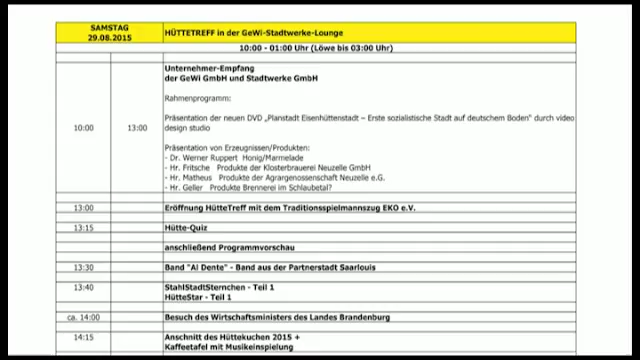 SAMSTAG
29.08.2015
HÜTTETREFF in der GeWi-Stadtwerke-Lounge
10:00 - 01:00 Uhr (Löwe bis 03:00 Uhr)
Unternehmer-Empfang
der GeWi GmbH und Stadtwerke GmbH
Rahmenprogramm:
Präsentation der neuen DVD „Planstadt Eisenhüttenstadt – Erste sozialistische Stadt auf deutschem Boden" durch video
design studio
10:00 13:00
Präsentation von Erzeugnissen/Produkten:
- Dr. Werner Ruppert Honig/Marmelade
- Hr. Fritsche Produkte der Klosterbrauerei Neuzelle GmbH
- Hr. Matheus Produkte der Agrargenossenschaft Neuzelle e.G.
- Hr. Geller Produkte Brennerei im Schlaubetal?
13:00 Eröffnung HütteTreff mit dem Traditionsspielmannszug EKO e.V.
13:15 Hütte-Quiz
anschließend Programmvorschau
13:30 Band "Al Dente" - Band aus der Partnerstadt Saarlouis
13:40 StahlStadtSternchen - Teil 1
HütteStar - Teil 1
ca. 14:00 Besuch des Wirtschaftsministers des Landes Brandenburg
14:15 Anschnitt des Hüttekuchen 2015 +
Kaffeetafel mit Musikeinspielung